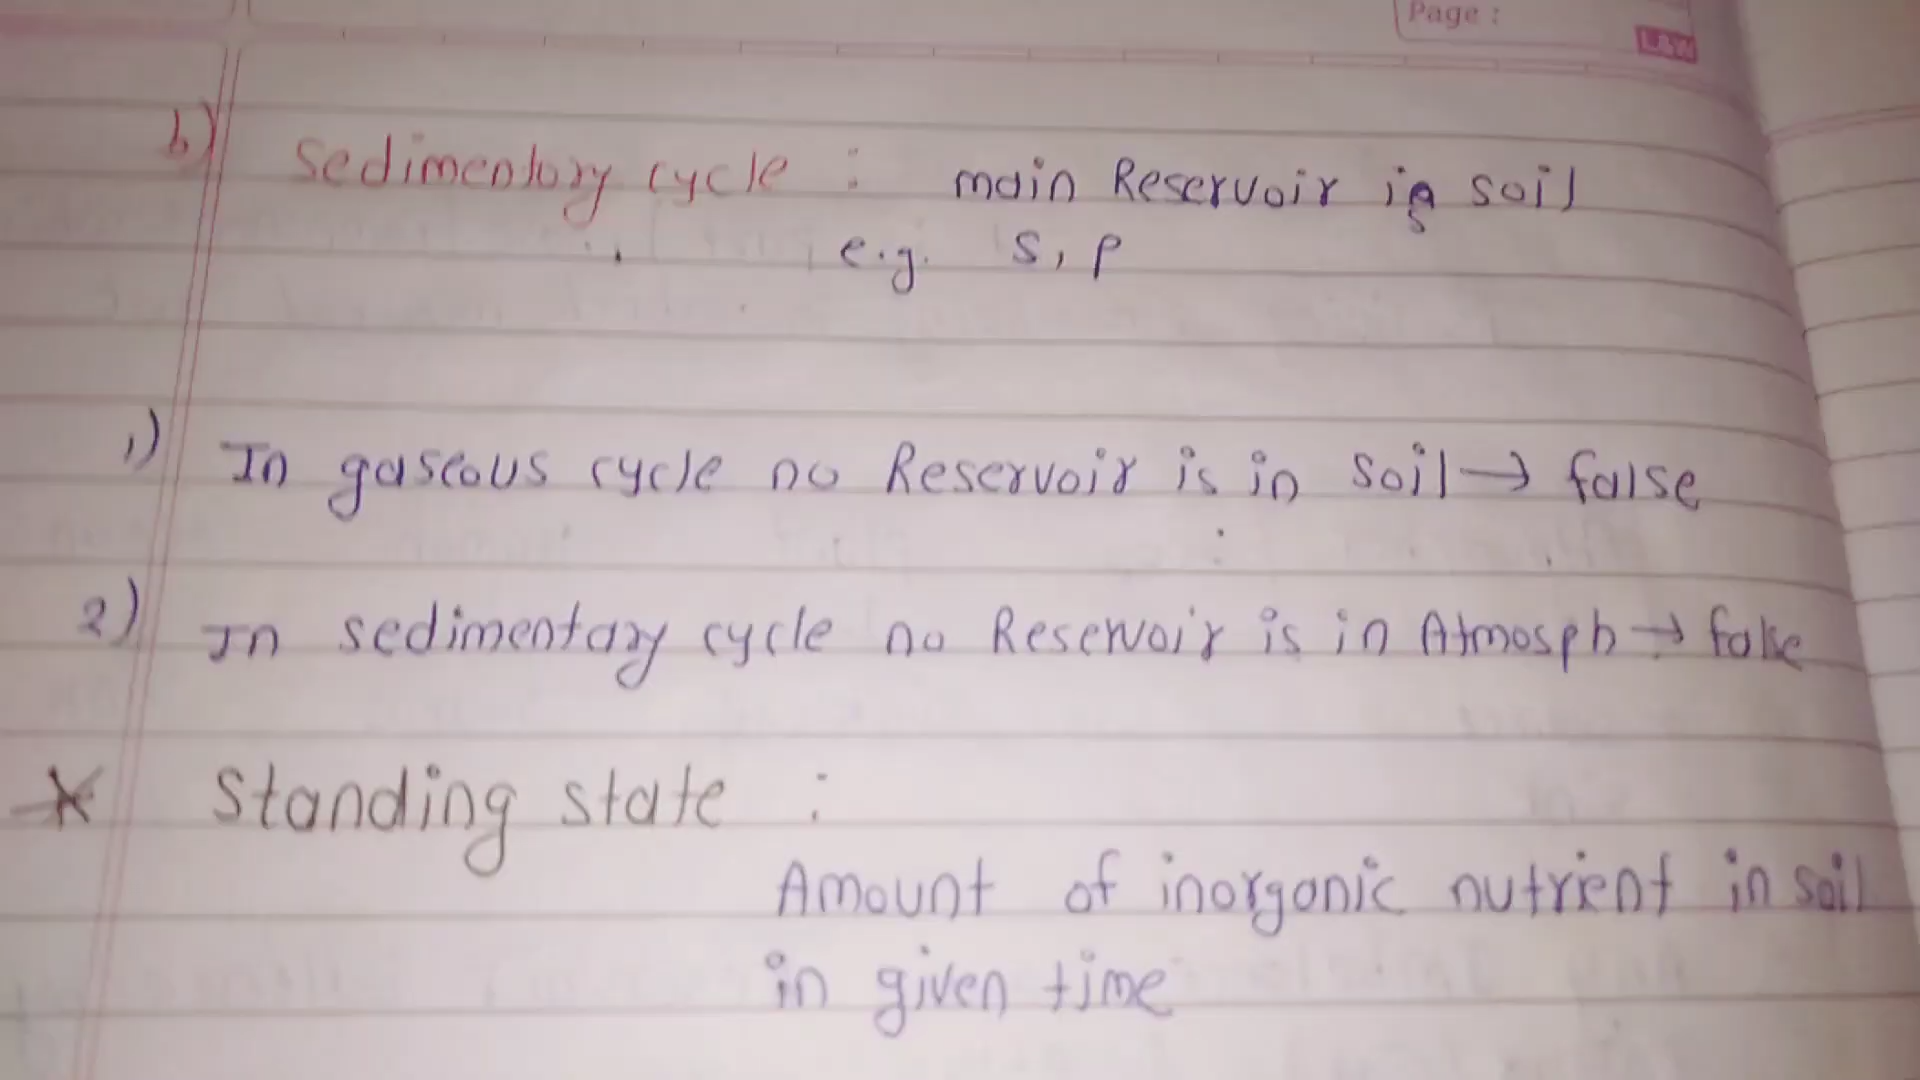 Page :
L&W
b) Sedimentary cycle : main Reservoir is soil
e.g. S, P
1) In gaseous cycle no Reservoir is in soil → false
2) In sedimentary cycle no Reservoir is in Atmosph → false
* Standing state :
Amount of inorganic nutrient in soil
in given time